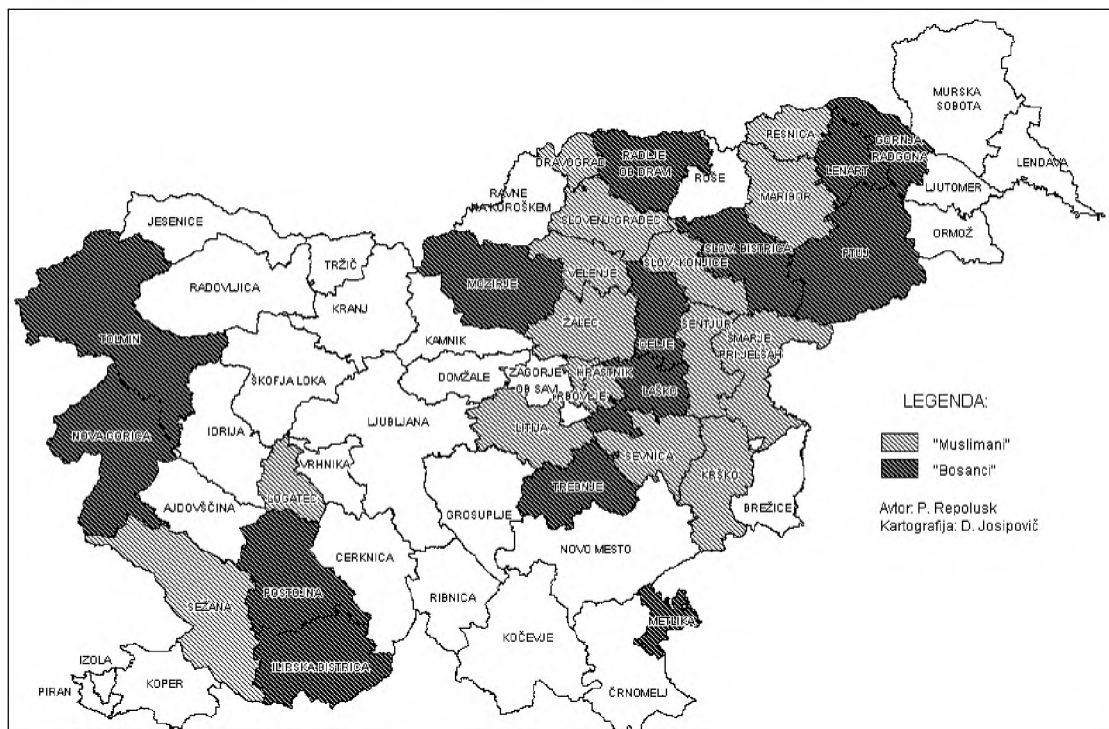 MURSKA
SOBOTA
PESNICA
GORNJA
RADGONA
LENDAVA
DRAVOGRAD
RADLJE
OB DRAVI
RUŠE
LENART
LJUTOMER
RAVNE
NA KOROŠKEM
MARIBOR
JESENICE
SLOVENJ GRADEC
ORMOŽ
SLOV. BISTRICA
PTUJ
TRŽIČ
VELENJE
SLOV. KONJICE
RADOVLJICA
MOZIRJE
KRANJ
ŽALEC
ŠENTJUR
TOLMIN
KAMNIK
CELJE
ŠMARJE
PRI JELŠAH
ŠKOFJA LOKA
DOMŽALE
ZAGORJE
OB SAVI
HRASTNIK
TRBOVLJE
LAŠKO
LJUBLJANA
LEGENDA:
NOVA GORICA
IDRIJA
LITIJA
"Muslimani"
VRHNIKA
SEVNICA
"Bosanci"
KRŠKO
TREBNJE
LOGATEC
AJDOVŠČINA
GROSUPLJE
BREŽICE
Avtor: P. Repolusk
Kartografija: D. Josipovič
NOVO MESTO
CERKNICA
POSTOJNA
RIBNICA
SEŽANA
METLIKA
KOČEVJE
IZOLA
ILIRSKA BISTRICA
KOPER
PIRAN
ČRNOMELJ